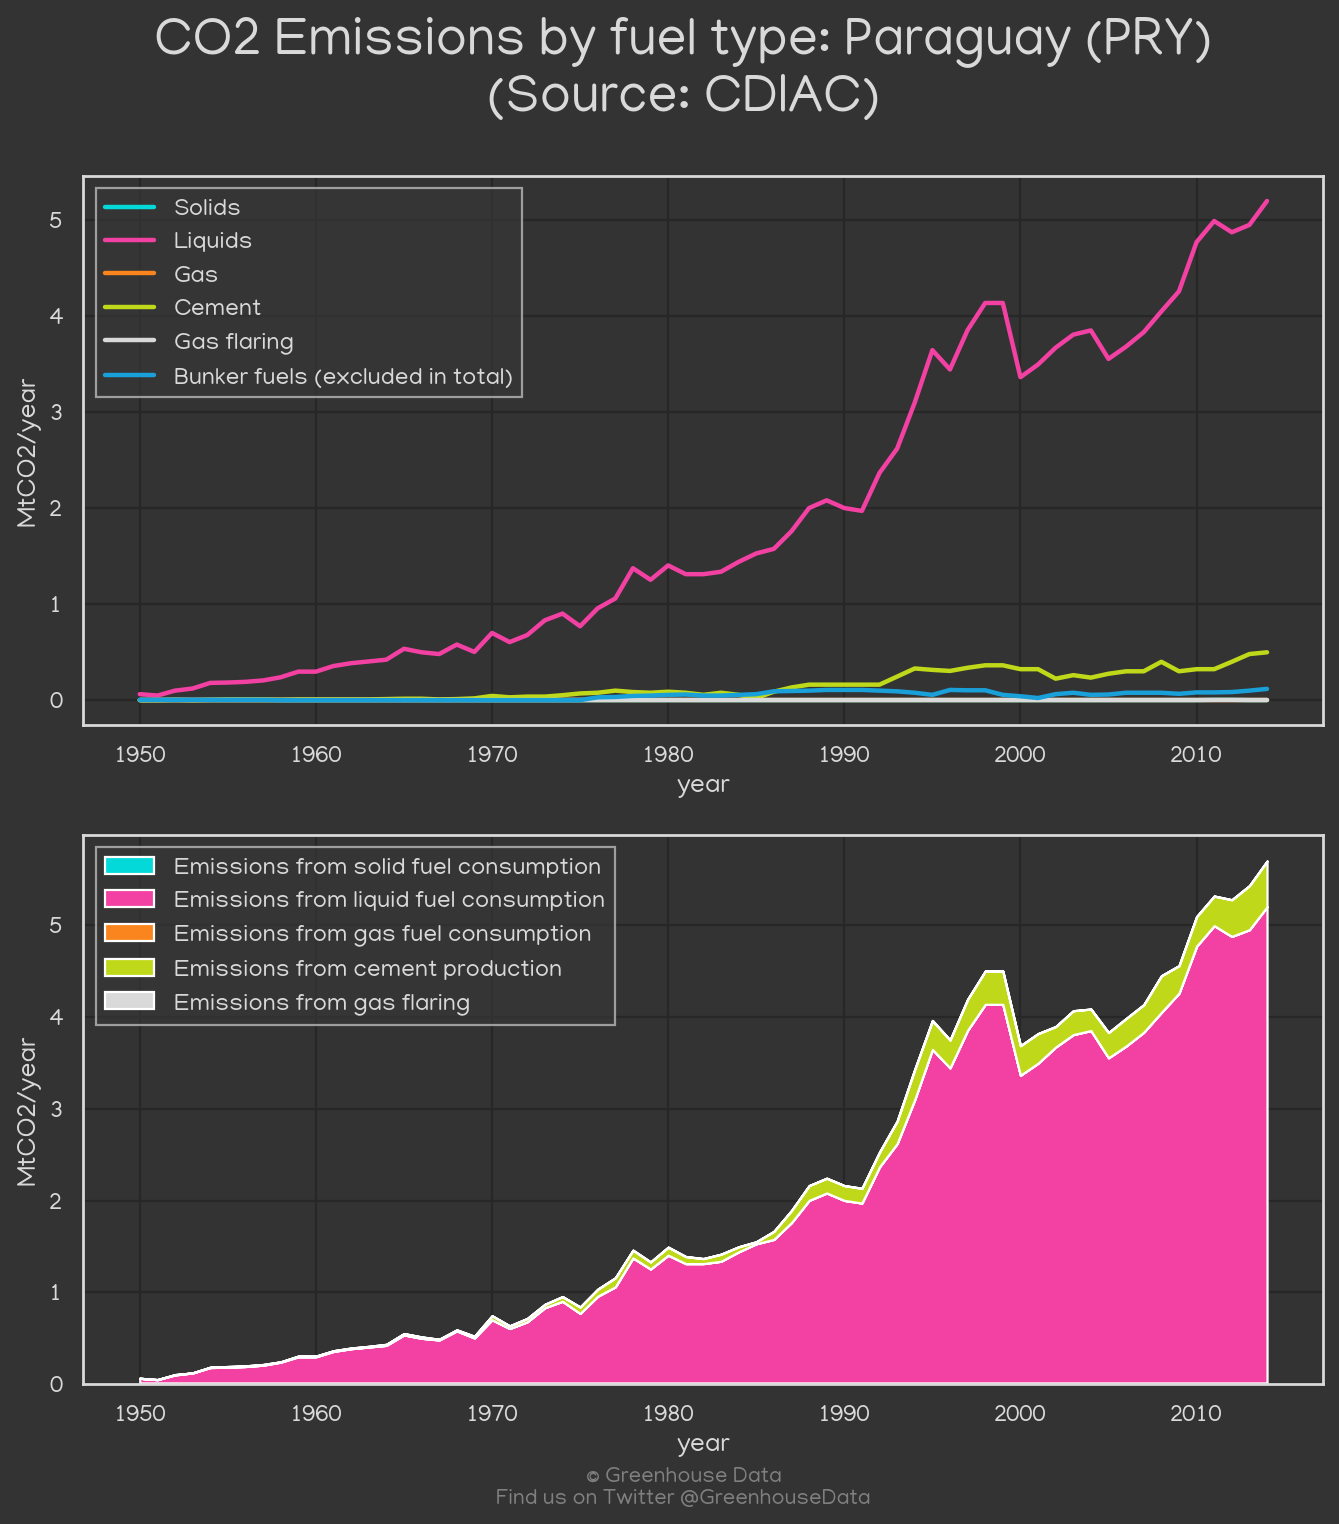 CO2 Emissions by fuel type: Paraguay (PRY)
(Source: CDIAC)
Solids
Liquids
Gas
Cement
Gas flaring
Bunker fuels (excluded in total)
MtCO2/year
5
4
3
2
1
0
1950 1960 1970 1980 1990 2000 2010
year
Emissions from solid fuel consumption
Emissions from liquid fuel consumption
Emissions from gas fuel consumption
Emissions from cement production
Emissions from gas flaring
MtCO2/year
5
4
3
2
1
0
1950 1960 1970 1980 1990 2000 2010
year
© Greenhouse Data
Find us on Twitter @GreenhouseData